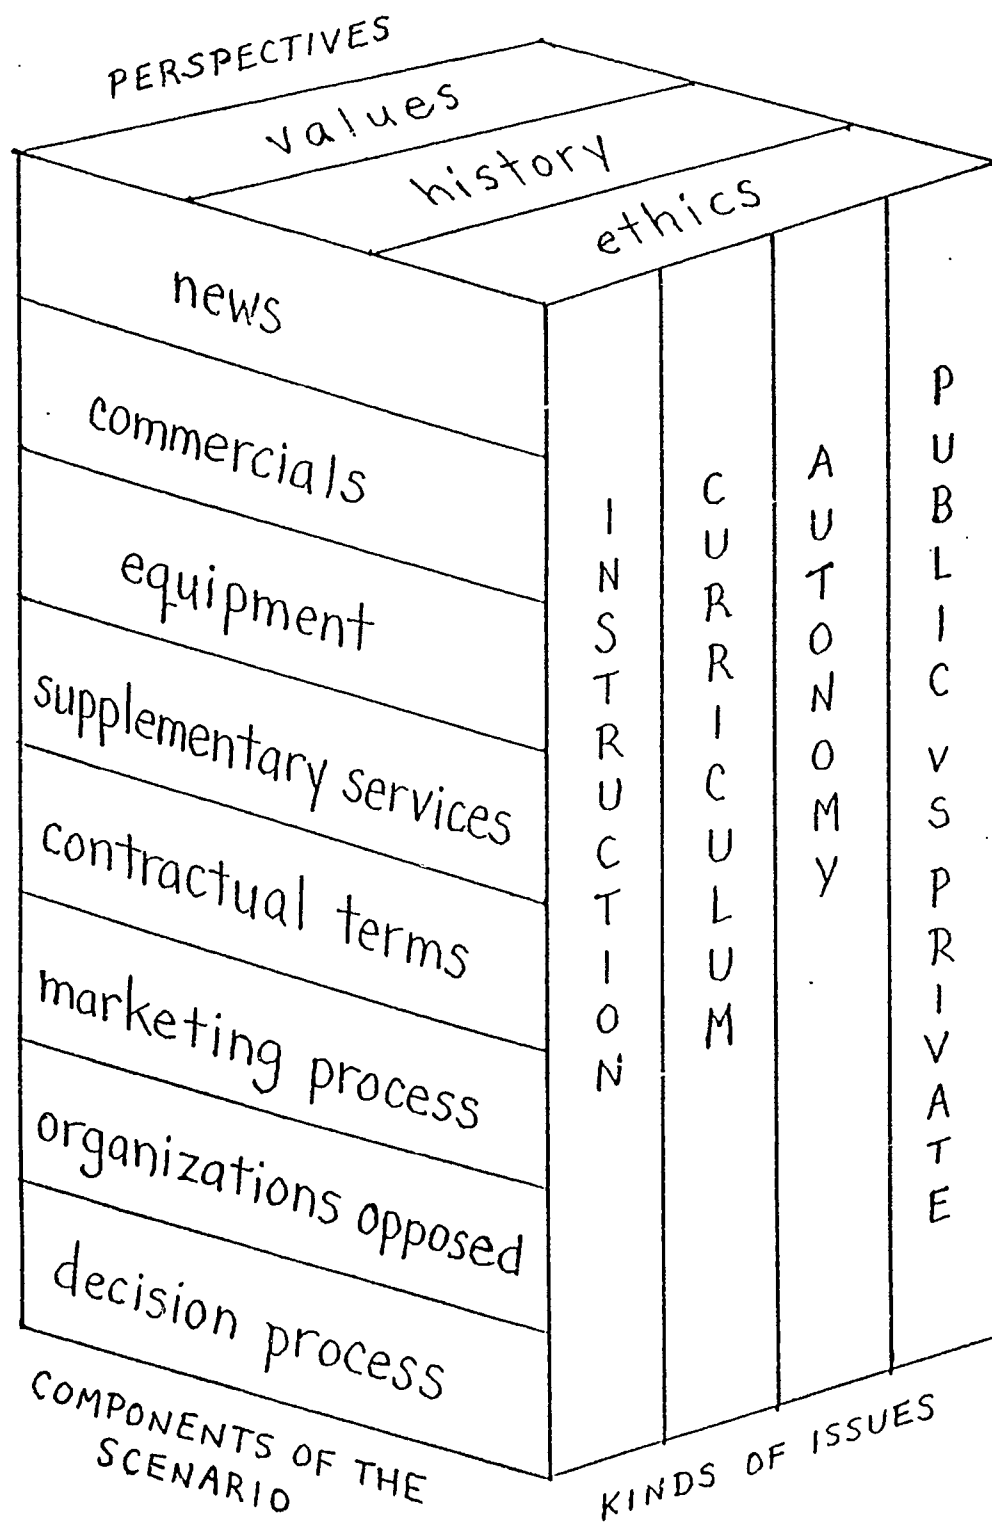 PERSPECTIVES
values
history
ethics
news
commercials
equipment
supplementary services
contractual terms
marketing process
organizations opposed
decision process
COMPONENTS OF THE
SCENARIO
INSTRUCTION
CURRICULUM
AUTONOMY
PUBLIC VS PRIVATE
KINDS OF ISSUES